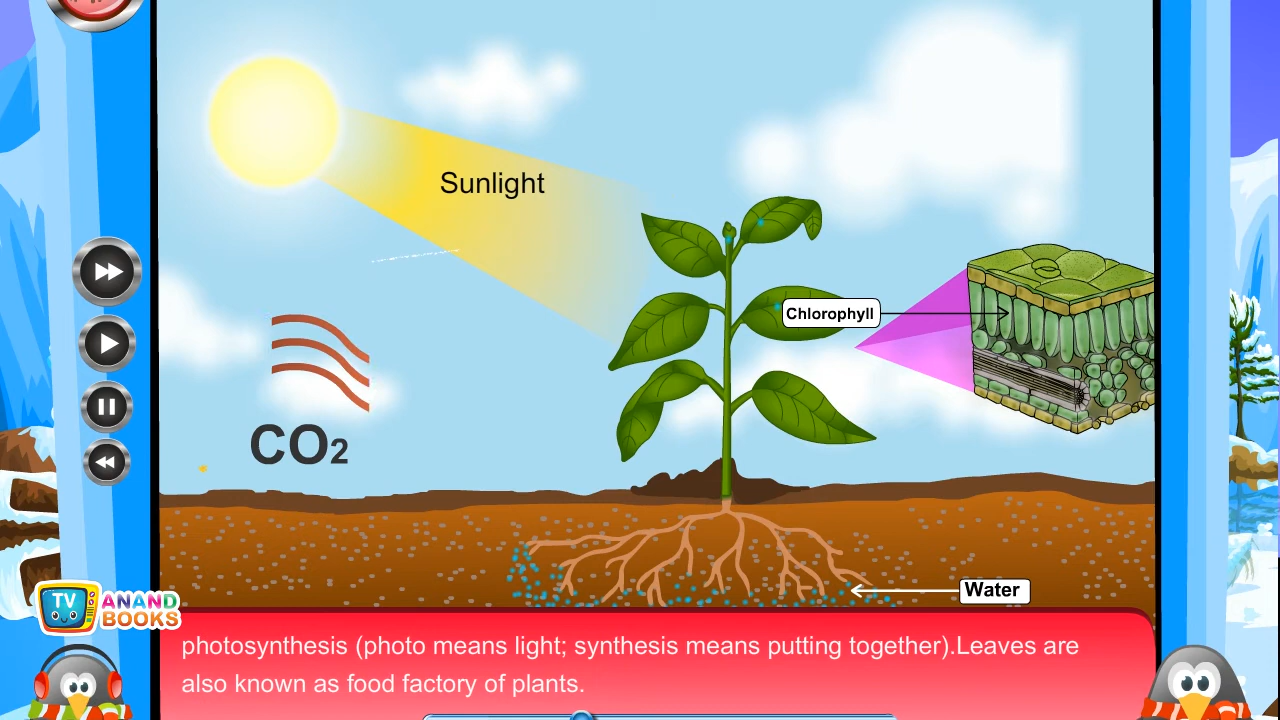 Sunlight
Chlorophyll
CO₂
Water
TV
ANAND
BOOKS
photosynthesis (photo means light; synthesis means putting together).Leaves are
also known as food factory of plants.